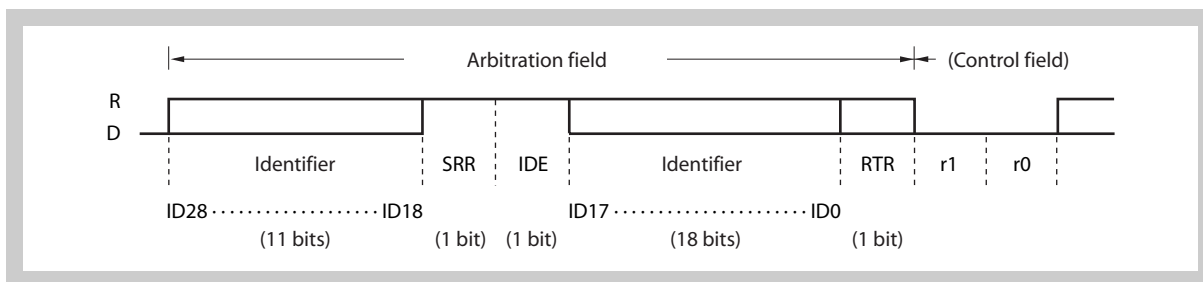 Arbitration field (Control field)
R
D
Identifier SRR IDE Identifier RTR r1 r0
ID28 ··················· ID18 ID17 ······················ ID0
(11 bits) (1 bit) (1 bit) (18 bits) (1 bit)